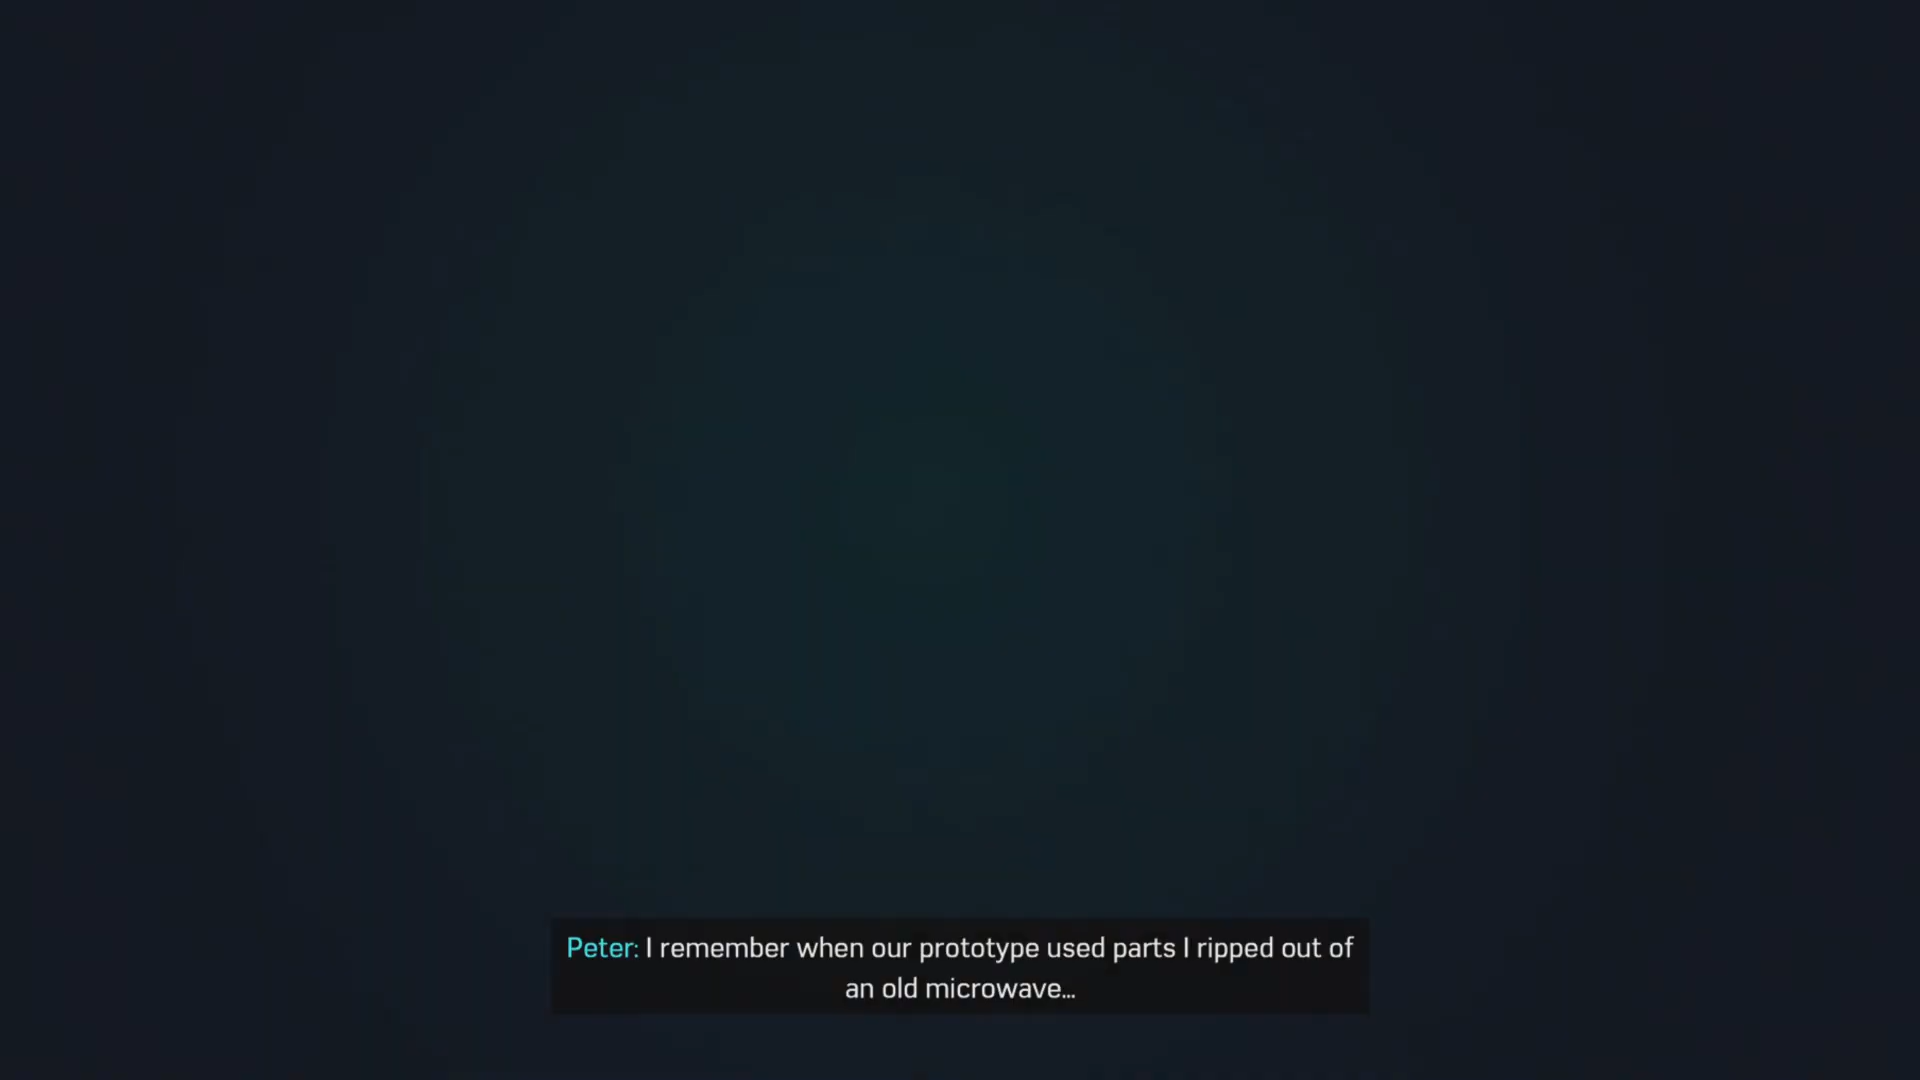 Peter: I remember when our prototype used parts I ripped out of
an old microwave...